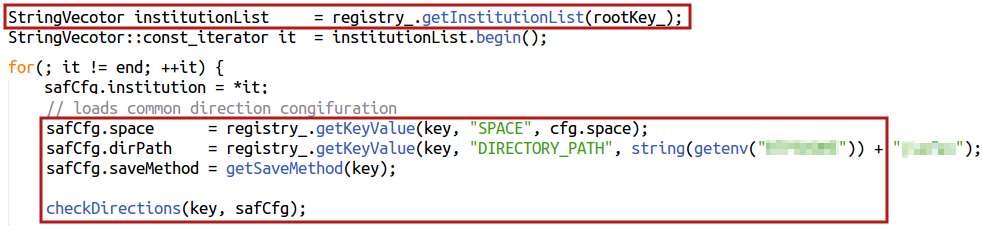 StringVecotor institutionList = registry_.getInstitutionList(rootKey_);
StringVecotor::const_iterator it = institutionList.begin();
for(; it != end; ++it) {
safCfg.institution = *it;
// loads common direction congifuration
safCfg.space = registry_.getKeyValue(key, "SPACE", cfg.space);
safCfg.dirPath = registry_.getKeyValue(key, "DIRECTORY_PATH", string(getenv("")) + "");
safCfg.saveMethod = getSaveMethod(key);
checkDirections(key, safCfg);